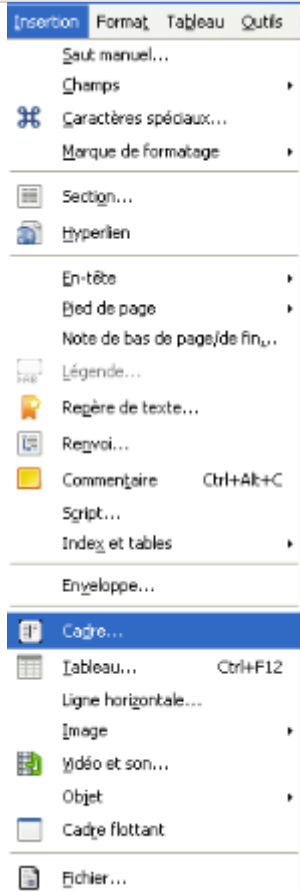 Insertion Format Tableau Outils
Saut manuel...
Champs
Caractères spéciaux...
Marque de formatage
Section...
Hyperlien
En-tête
Pied de page
Note de bas de page/de fin...
Légende...
Repère de texte...
Renvoi...
Commentaire Ctrl+Alt+C
Script...
Index et tables
Enveloppe...
Cadre...
Tableau... Ctrl+F12
Ligne horizontale...
Image
Vidéo et son...
Objet
Cadre flottant
Fichier...